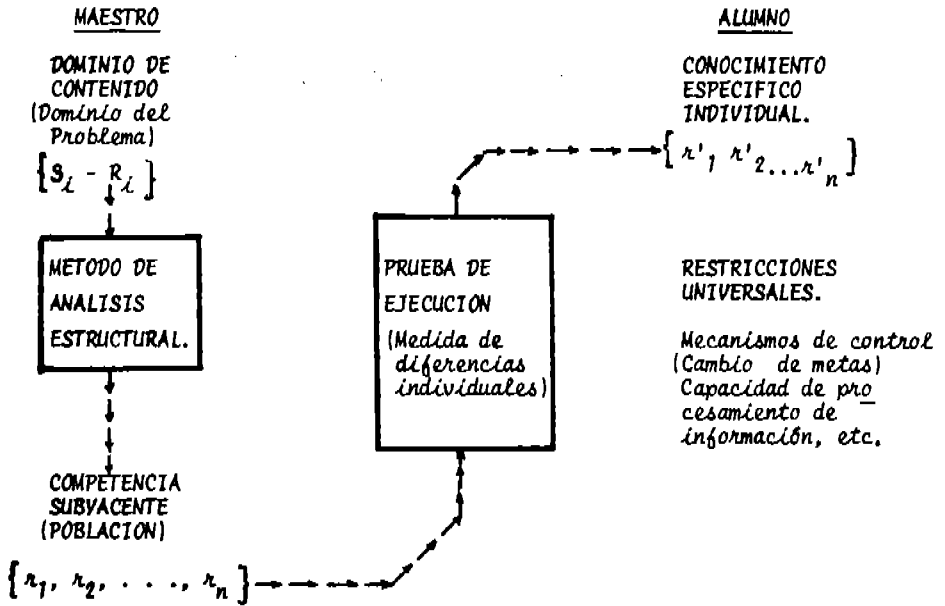 MAESTRO
DOMINIO DE
CONTENIDO
(Dominio del
Problema)
{S_i - R_i}
METODO DE
ANALISIS
ESTRUCTURAL.
COMPETENCIA
SUBYACENTE
(POBLACION)
{r_1, r_2, . . ., r_n}
PRUEBA DE
EJECUCION
(Medida de
diferencias
individuales)
ALUMNO
CONOCIMIENTO
ESPECIFICO
INDIVIDUAL.
{r'_1 r'_2...r'_n}
RESTRICCIONES
UNIVERSALES.
Mecanismos de control
(Cambio de metas)
Capacidad de pro
cesamiento de
información, etc.